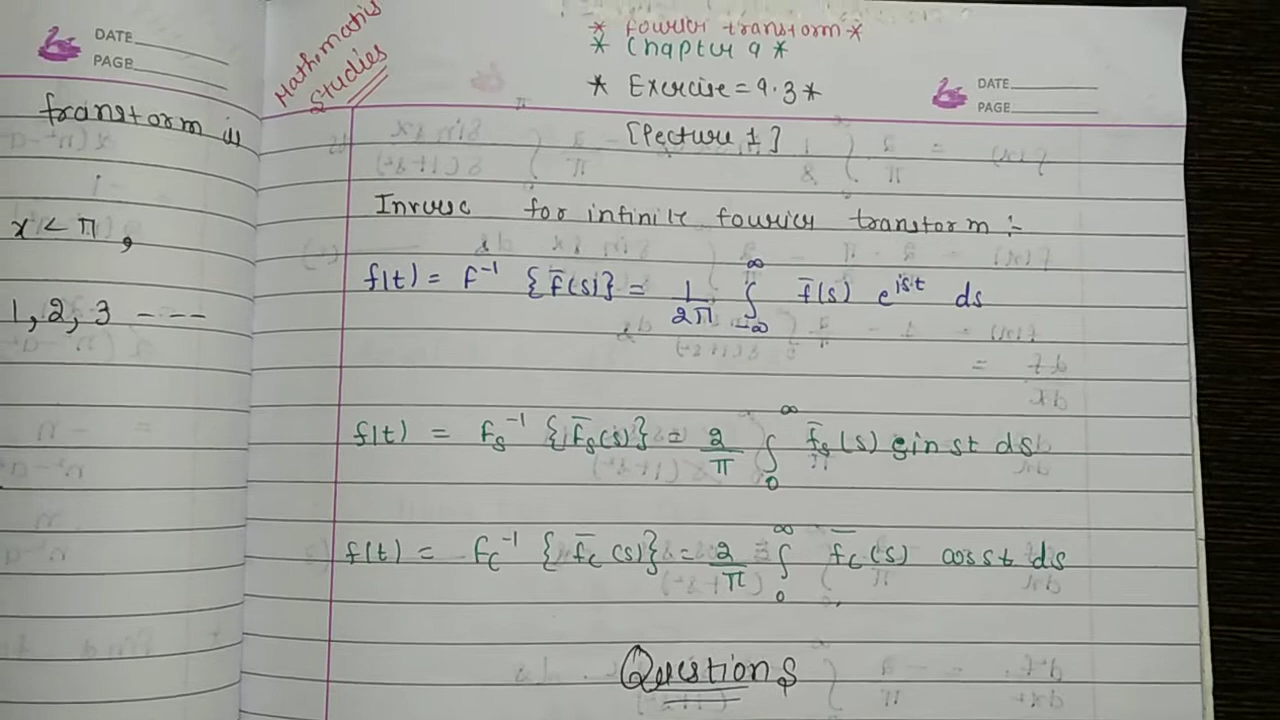 DATE
PAGE
transform is
x < π,
1, 2, 3 ---
Mathematics
Studies
* Fourier transform *
* Chapter 9 *
* Exercise = 9.3 *
DATE
PAGE
[Lecture 1]
Inverse for infinite fourier transform :-
f(t) = F⁻¹ {f̄(s)} = 1/2π ∫_{-∞}^{∞} f̄(s) e^{ist} ds
f(t) = Fs⁻¹ {f̄s(s)} = 2/π ∫_0^∞ f̄s(s) sin st ds
f(t) = Fc⁻¹ {f̄c(s)} = 2/π ∫_0^∞ f̄c(s) cos st ds
Questions